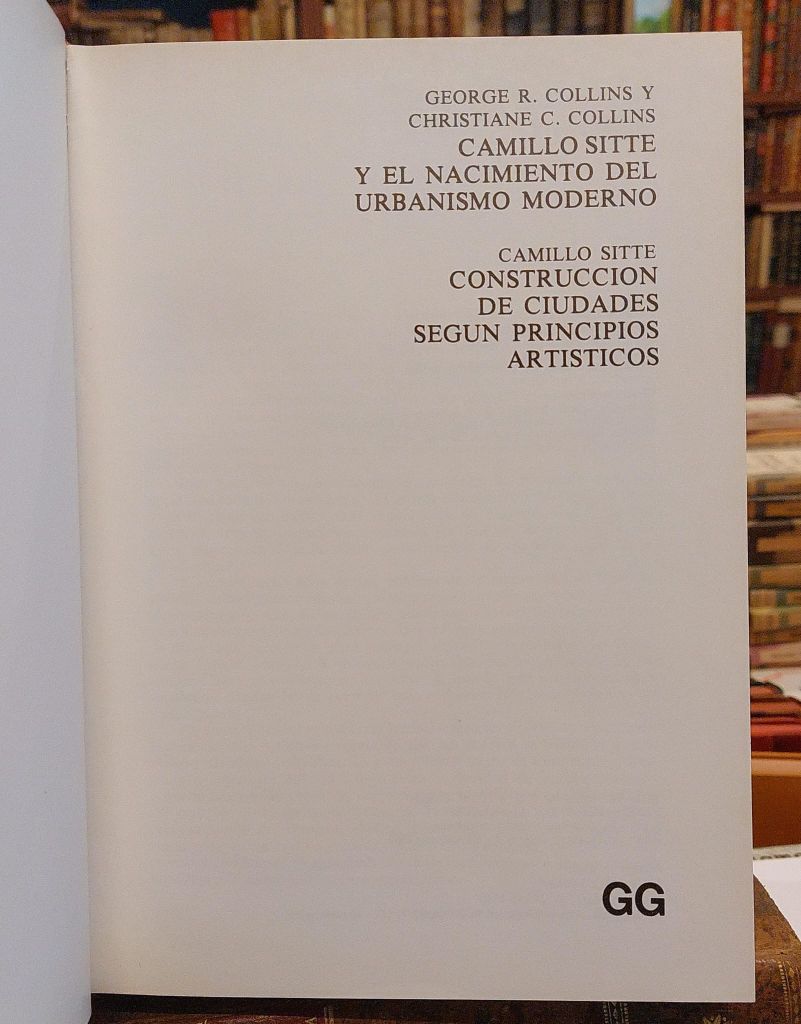 GEORGE R. COLLINS Y
CHRISTIANE C. COLLINS
CAMILLO SITTE
Y EL NACIMIENTO DEL
URBANISMO MODERNO
CAMILLO SITTE
CONSTRUCCION
DE CIUDADES
SEGUN PRINCIPIOS
ARTISTICOS
GG